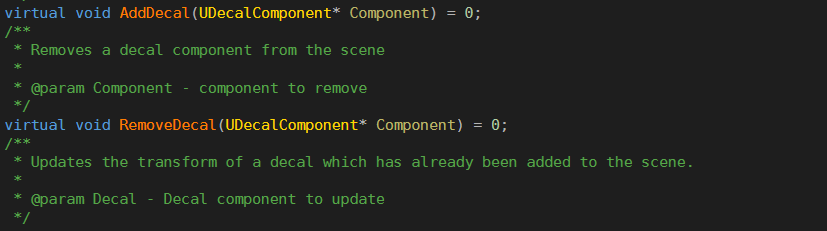 virtual void AddDecal(UDecalComponent* Component) = 0;
/**
 * Removes a decal component from the scene
 *
 * @param Component - component to remove
 */
virtual void RemoveDecal(UDecalComponent* Component) = 0;
/**
 * Updates the transform of a decal which has already been added to the scene.
 *
 * @param Decal - Decal component to update
 */